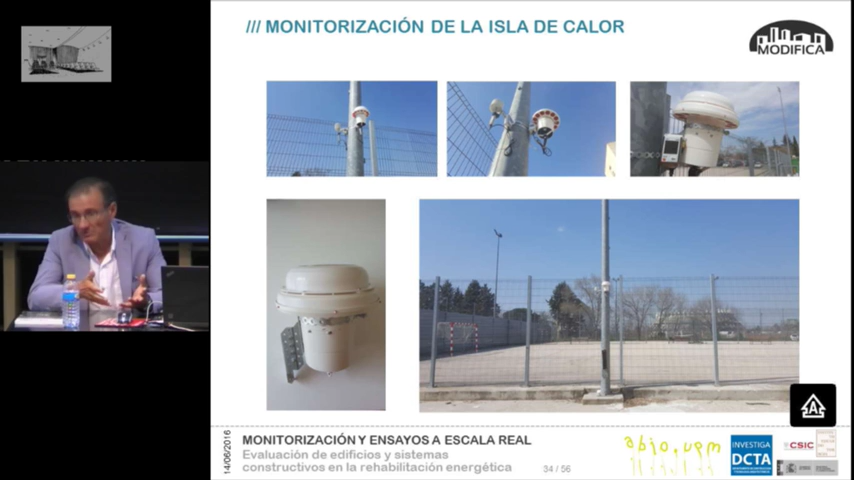 /// MONITORIZACIÓN DE LA ISLA DE CALOR
MODIFICA
14/06/2016
MONITORIZACIÓN Y ENSAYOS A ESCALA REAL
Evaluación de edificios y sistemas
constructivos en la rehabilitación energética
34 / 56
abio.upm
INVESTIGA
DCTA
CSIC